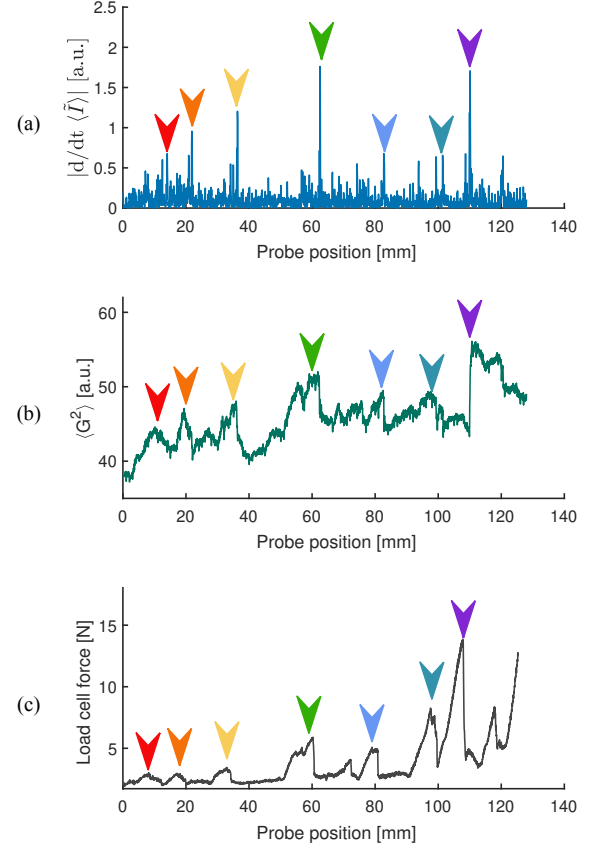 (a)
|d/dt ⟨Ĩ⟩| [a.u.]
2.5
2
1.5
1
0.5
0
0 20 40 60 80 100 120 140
Probe position [mm]
(b)
⟨G²⟩ [a.u.]
60
50
40
0 20 40 60 80 100 120 140
Probe position [mm]
(c)
Load cell force [N]
15
10
5
0 20 40 60 80 100 120 140
Probe position [mm]